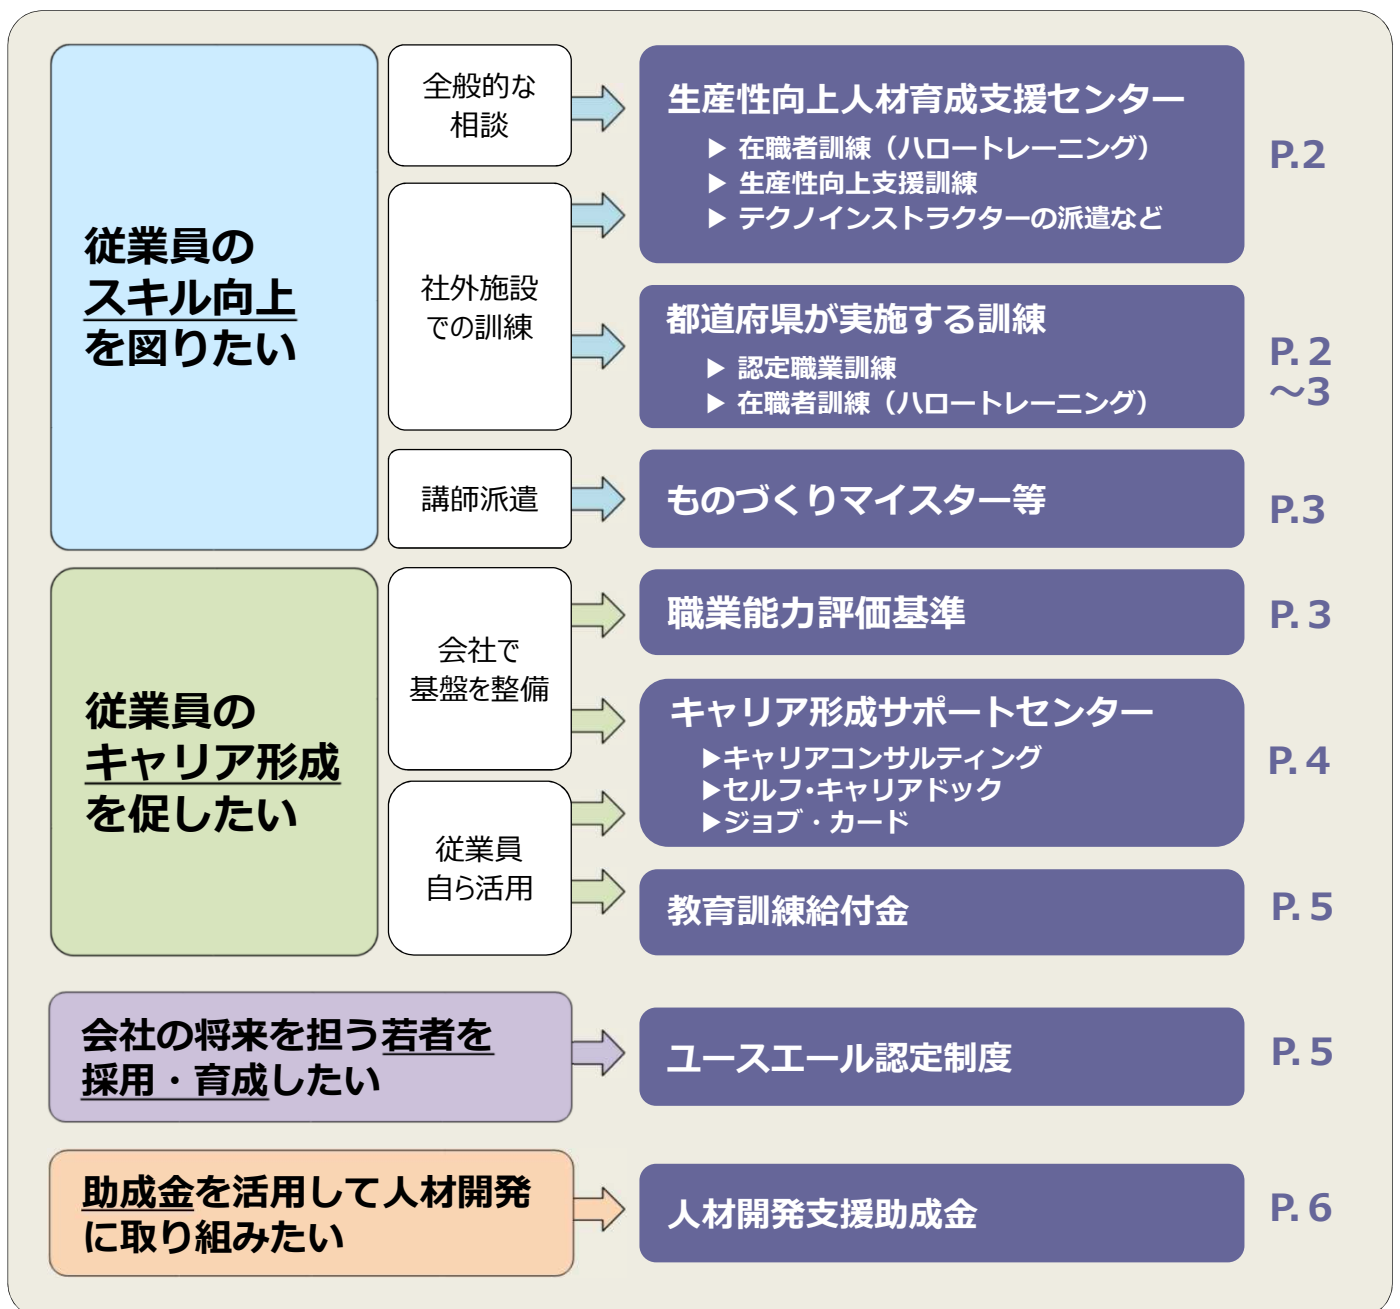 従業員の
スキル向上
を図りたい
全般的な
相談
生産性向上人材育成支援センター
▶ 在職者訓練（ハロートレーニング）
▶ 生産性向上支援訓練
▶ テクノインストラクターの派遣など
P.2
社外施設
での訓練
都道府県が実施する訓練
▶ 認定職業訓練
▶ 在職者訓練（ハロートレーニング）
P.2
～3
講師派遣
ものづくりマイスター等
P.3
従業員の
キャリア形成
を促したい
会社で
基盤を整備
職業能力評価基準
P.3
キャリア形成サポートセンター
▶キャリアコンサルティング
▶セルフ・キャリアドック
▶ジョブ・カード
P.4
従業員
自ら活用
教育訓練給付金
P.5
会社の将来を担う若者を
採用・育成したい
ユースエール認定制度
P.5
助成金を活用して人材開発
に取り組みたい
人材開発支援助成金
P.6